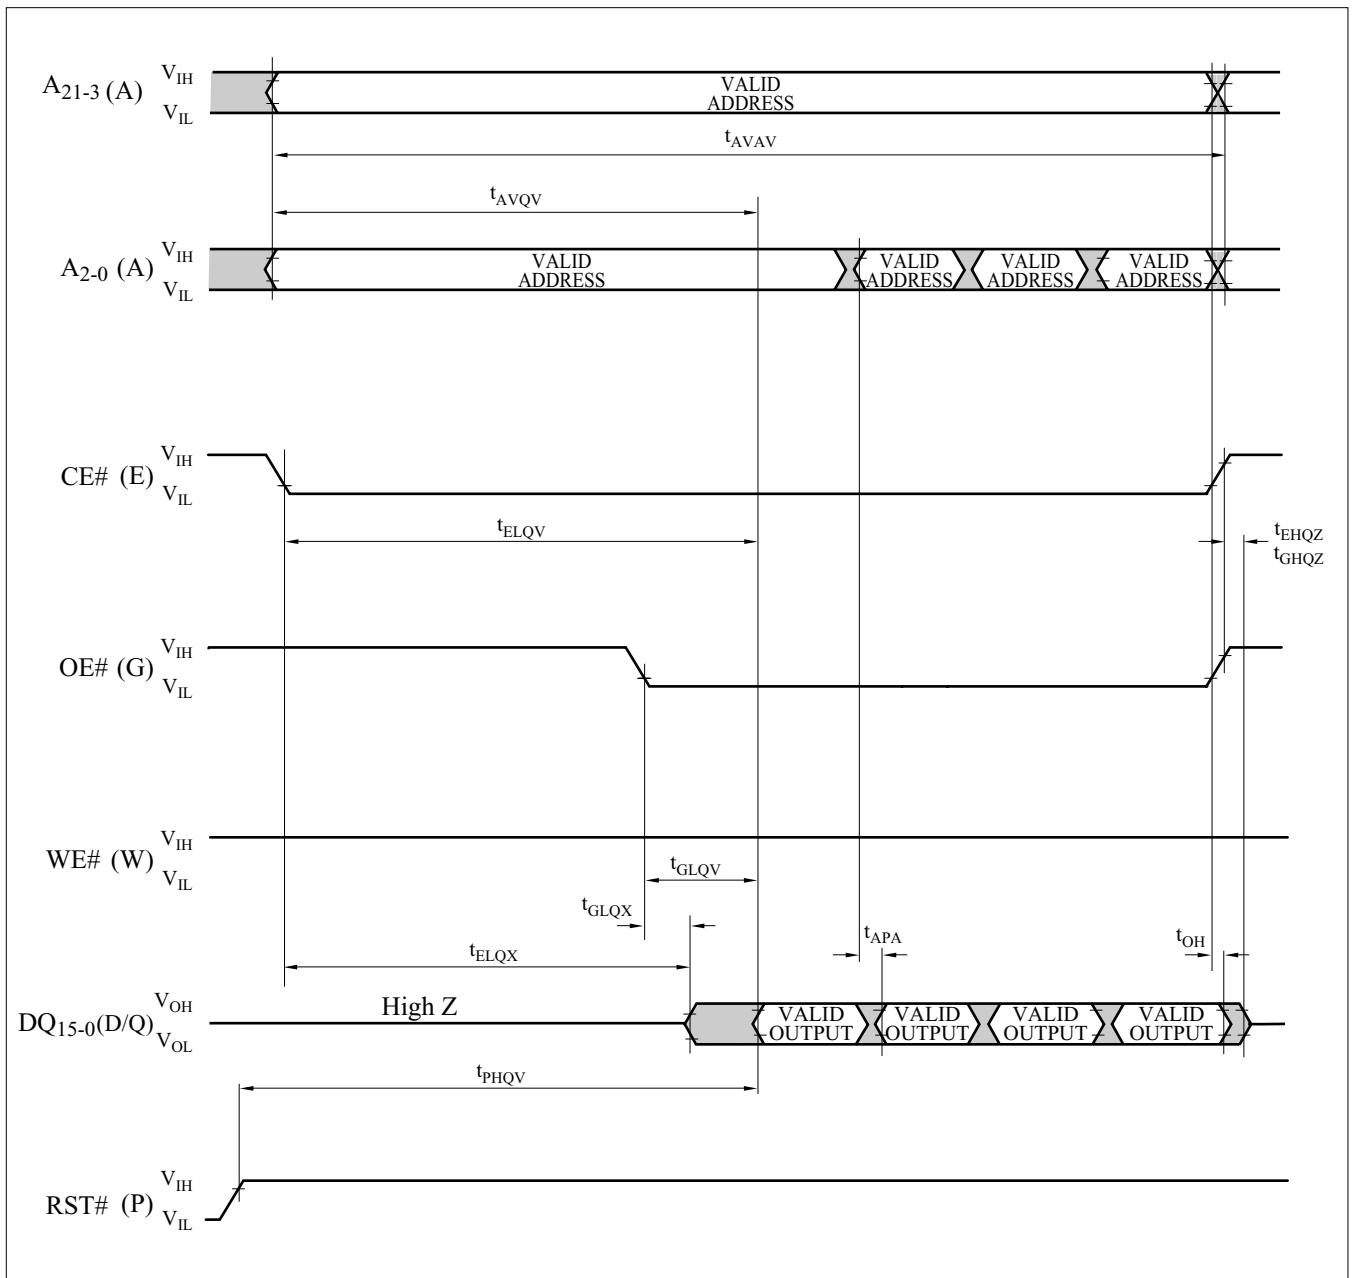 A21-3 (A) VIH VIL
VALID ADDRESS
tAVAV
tAVQV
A2-0 (A) VIH VIL
VALID ADDRESS
VALID ADDRESS
VALID ADDRESS
VALID ADDRESS
CE# (E) VIH VIL
tELQV
tEHQZ
tGHQZ
OE# (G) VIH VIL
WE# (W) VIH VIL
tGLQV
tGLQX
tELQX
tAPA
tOH
DQ15-0(D/Q) VOH VOL
High Z
VALID OUTPUT
VALID OUTPUT
VALID OUTPUT
VALID OUTPUT
tPHQV
RST# (P) VIH VIL